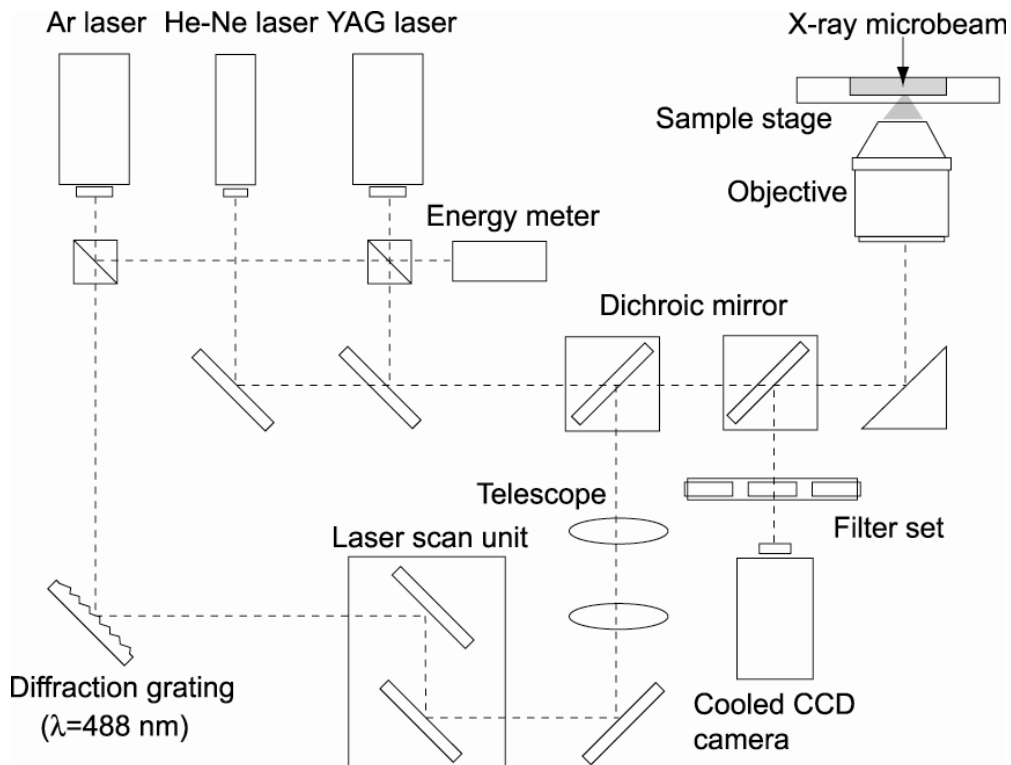 Ar laser
He-Ne laser
YAG laser
X-ray microbeam
Sample stage
Objective
Energy meter
Dichroic mirror
Telescope
Filter set
Laser scan unit
Diffraction grating
(λ=488 nm)
Cooled CCD
camera